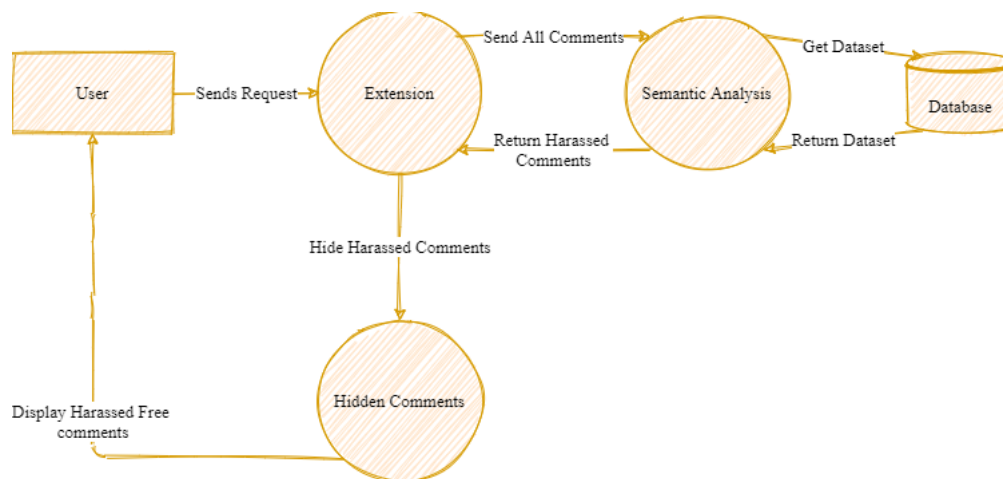 Send All Comments
Get Dataset
User
Sends Request
Extension
Semantic Analysis
Database
Return Harassed
Comments
Return Dataset
Hide Harassed Comments
Hidden Comments
Display Harassed Free
comments